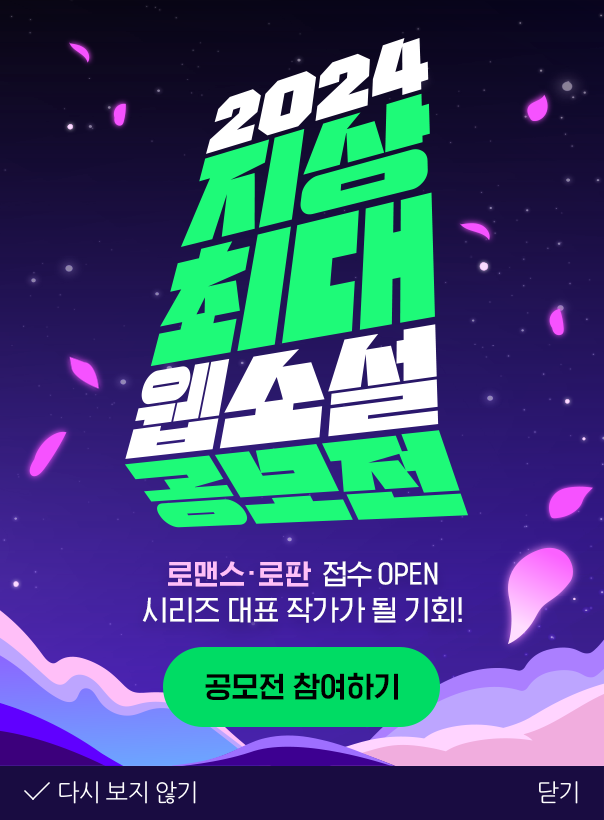 2024
지상
최대
웹소설
공모전
로맨스·로판 접수 OPEN
시리즈 대표 작가가 될 기회!
공모전 참여하기
다시 보지 않기
닫기